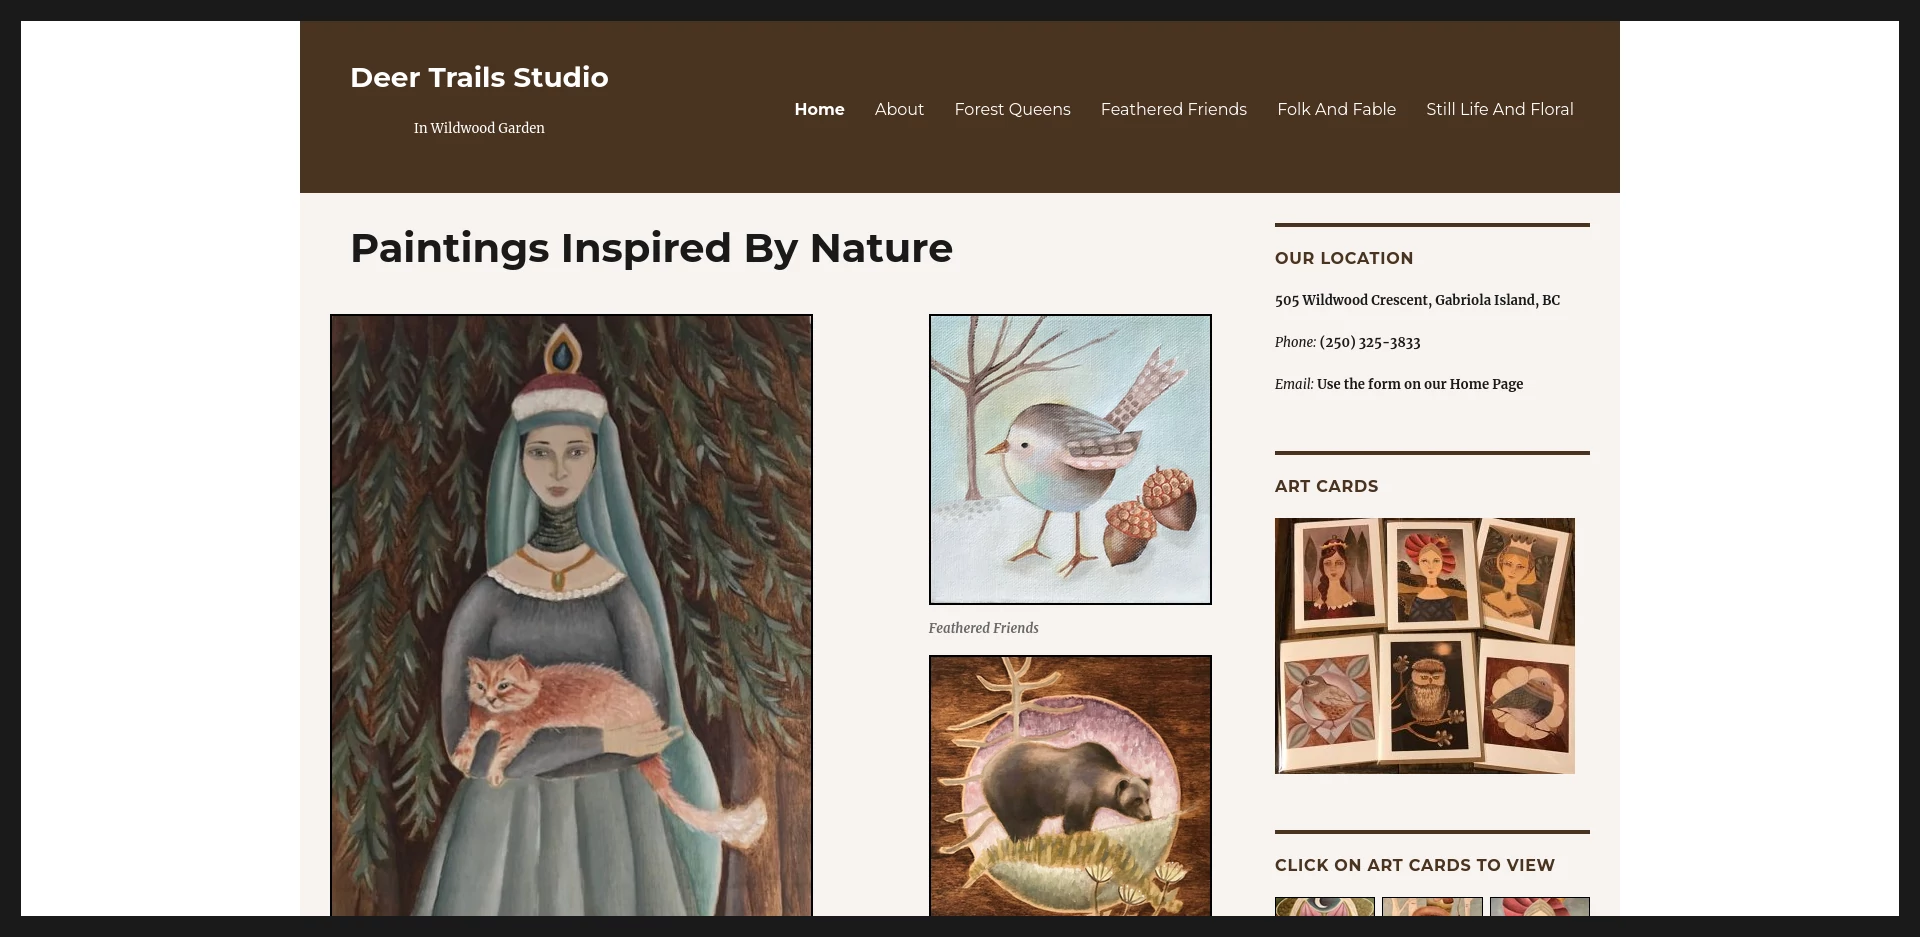 Deer Trails Studio
In Wildwood Garden
Home About Forest Queens Feathered Friends Folk And Fable Still Life And Floral
Paintings Inspired By Nature
Feathered Friends
OUR LOCATION
505 Wildwood Crescent, Gabriola Island, BC
Phone: (250) 325-3833
Email: Use the form on our Home Page
ART CARDS
CLICK ON ART CARDS TO VIEW